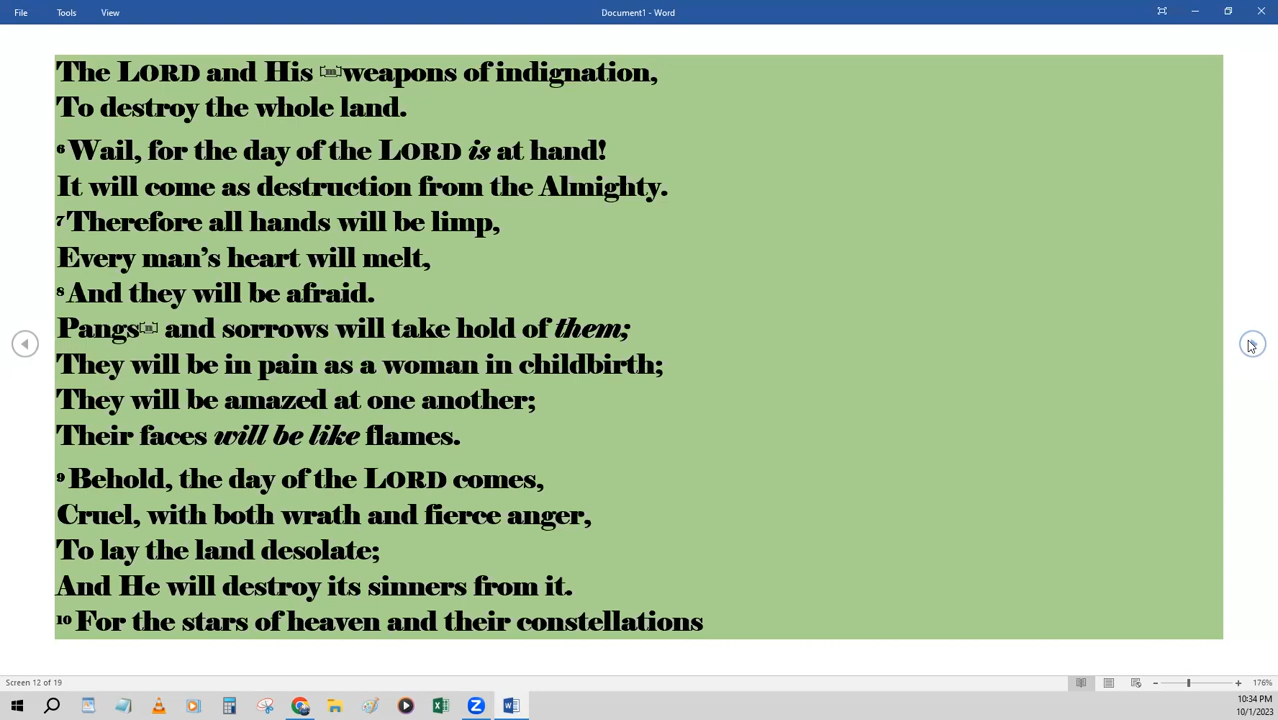 File Tools View Document1 - Word
The LORD and His weapons of indignation,
To destroy the whole land.
6 Wail, for the day of the LORD is at hand!
It will come as destruction from the Almighty.
7 Therefore all hands will be limp,
Every man's heart will melt,
8 And they will be afraid.
Pangs and sorrows will take hold of them;
They will be in pain as a woman in childbirth;
They will be amazed at one another;
Their faces will be like flames.
9 Behold, the day of the LORD comes,
Cruel, with both wrath and fierce anger,
To lay the land desolate;
And He will destroy its sinners from it.
10 For the stars of heaven and their constellations
Screen 12 of 19 176%
10:34 PM
10/1/2023